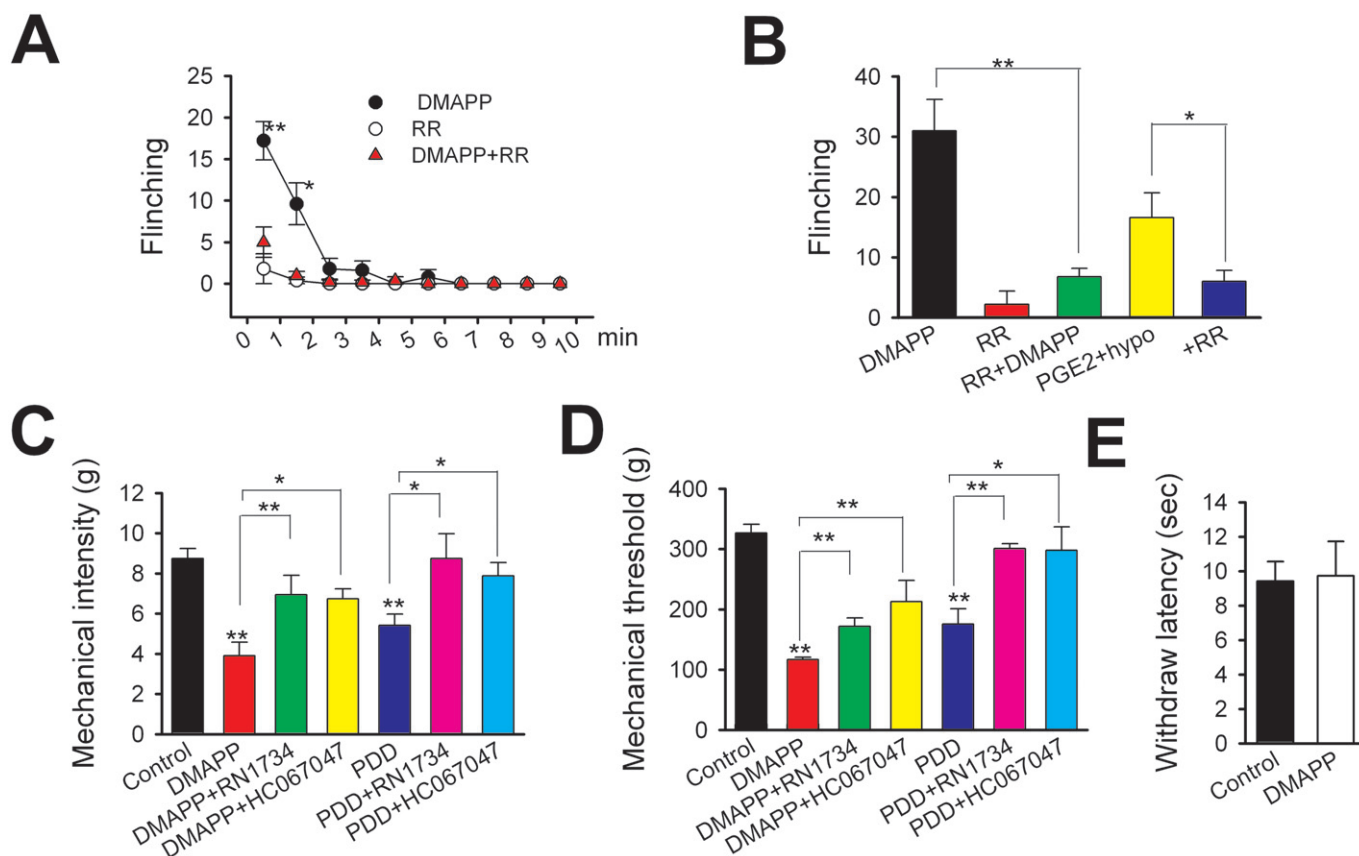 A
Flinching
25
20
15
10
5
0
DMAPP
RR
DMAPP+RR
**
*
0 1 2 3 4 5 6 7 8 9 10 min
B
Flinching
40
30
20
10
0
**
*
DMAPP RR RR+DMAPP PGE2+hypo +RR
C
Mechanical intensity (g)
12
10
8
6
4
2
0
*
*
*
**
**
**
Control DMAPP DMAPP+RN1734 DMAPP+HC067047 PDD PDD+RN1734 PDD+HC067047
D
Mechanical threshold (g)
400
300
200
100
0
*
**
**
**
**
**
Control DMAPP DMAPP+RN1734 DMAPP+HC067047 PDD PDD+RN1734 PDD+HC067047
E
Withdraw latency (sec)
14
12
10
8
6
4
2
0
Control DMAPP